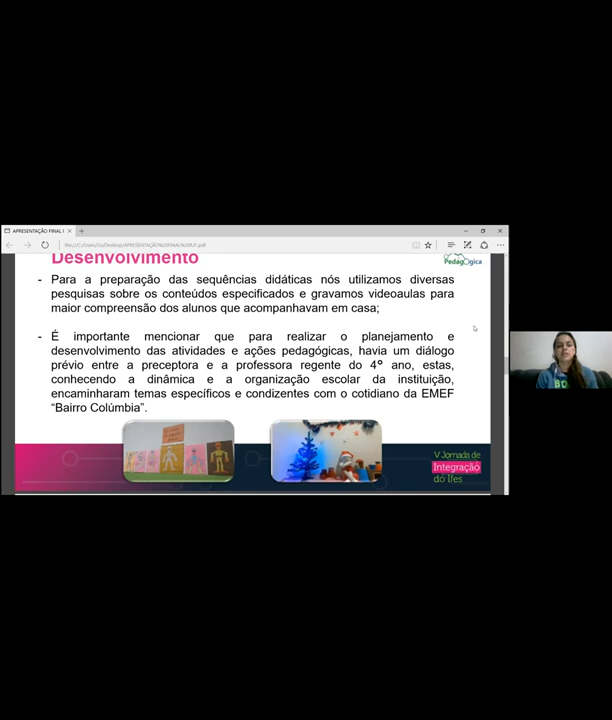 APRESENTAÇÃO FINAL I
Desenvolvimento
Pedagógica
- Para a preparação das sequências didáticas nós utilizamos diversas
pesquisas sobre os conteúdos especificados e gravamos videoaulas para
maior compreensão dos alunos que acompanhavam em casa;
- É importante mencionar que para realizar o planejamento e
desenvolvimento das atividades e ações pedagógicas, havia um diálogo
prévio entre a preceptora e a professora regente do 4º ano, estas,
conhecendo a dinâmica e a organização escolar da instituição,
encaminharam temas específicos e condizentes com o cotidiano da EMEF
“Bairro Colúmbia”.
V Jornada de
Integração
do Ifes